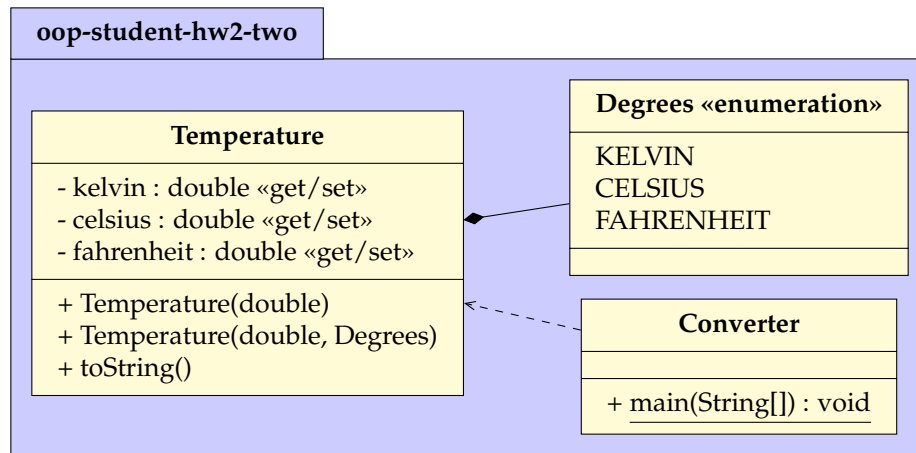 oop-student-hw2-two
Temperature
- kelvin : double «get/set»
- celsius : double «get/set»
- fahrenheit : double «get/set»
+ Temperature(double)
+ Temperature(double, Degrees)
+ toString()
Degrees «enumeration»
KELVIN
CELSIUS
FAHRENHEIT
Converter
+ main(String[]) : void